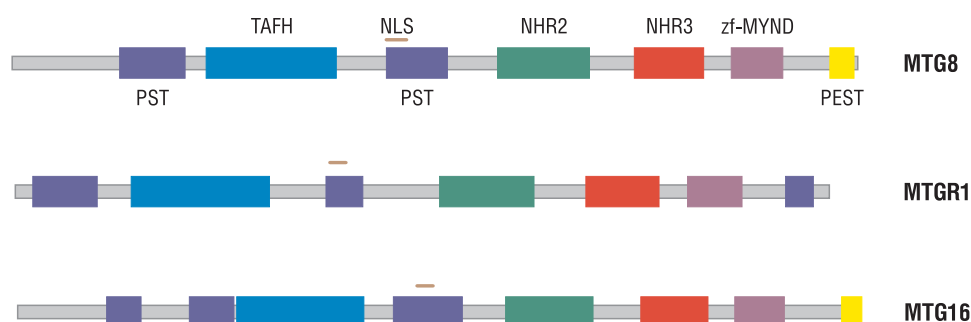 TAFH NLS NHR2 NHR3 zf-MYND
MTG8
PST PST PEST
MTGR1
MTG16